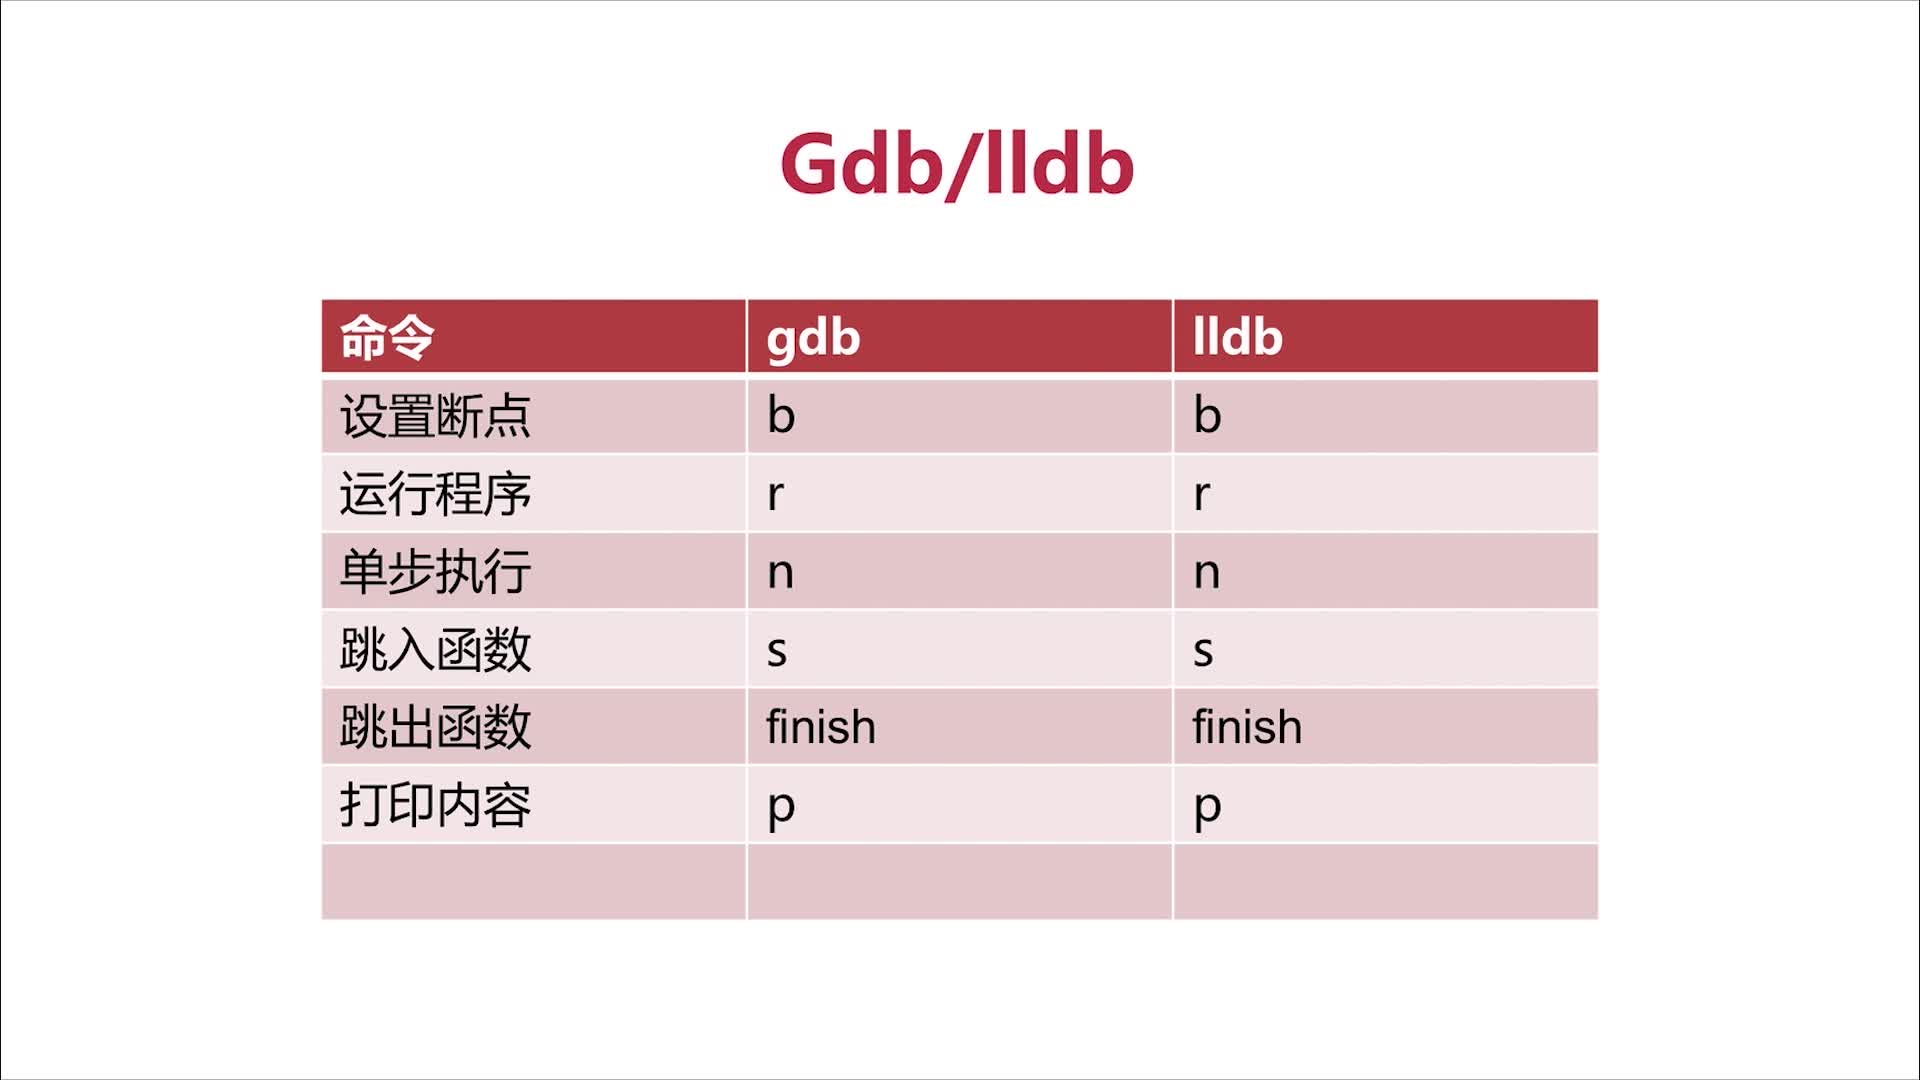 Gdb/lldb
命令 gdb lldb
设置断点 b b
运行程序 r r
单步执行 n n
跳入函数 s s
跳出函数 finish finish
打印内容 p p